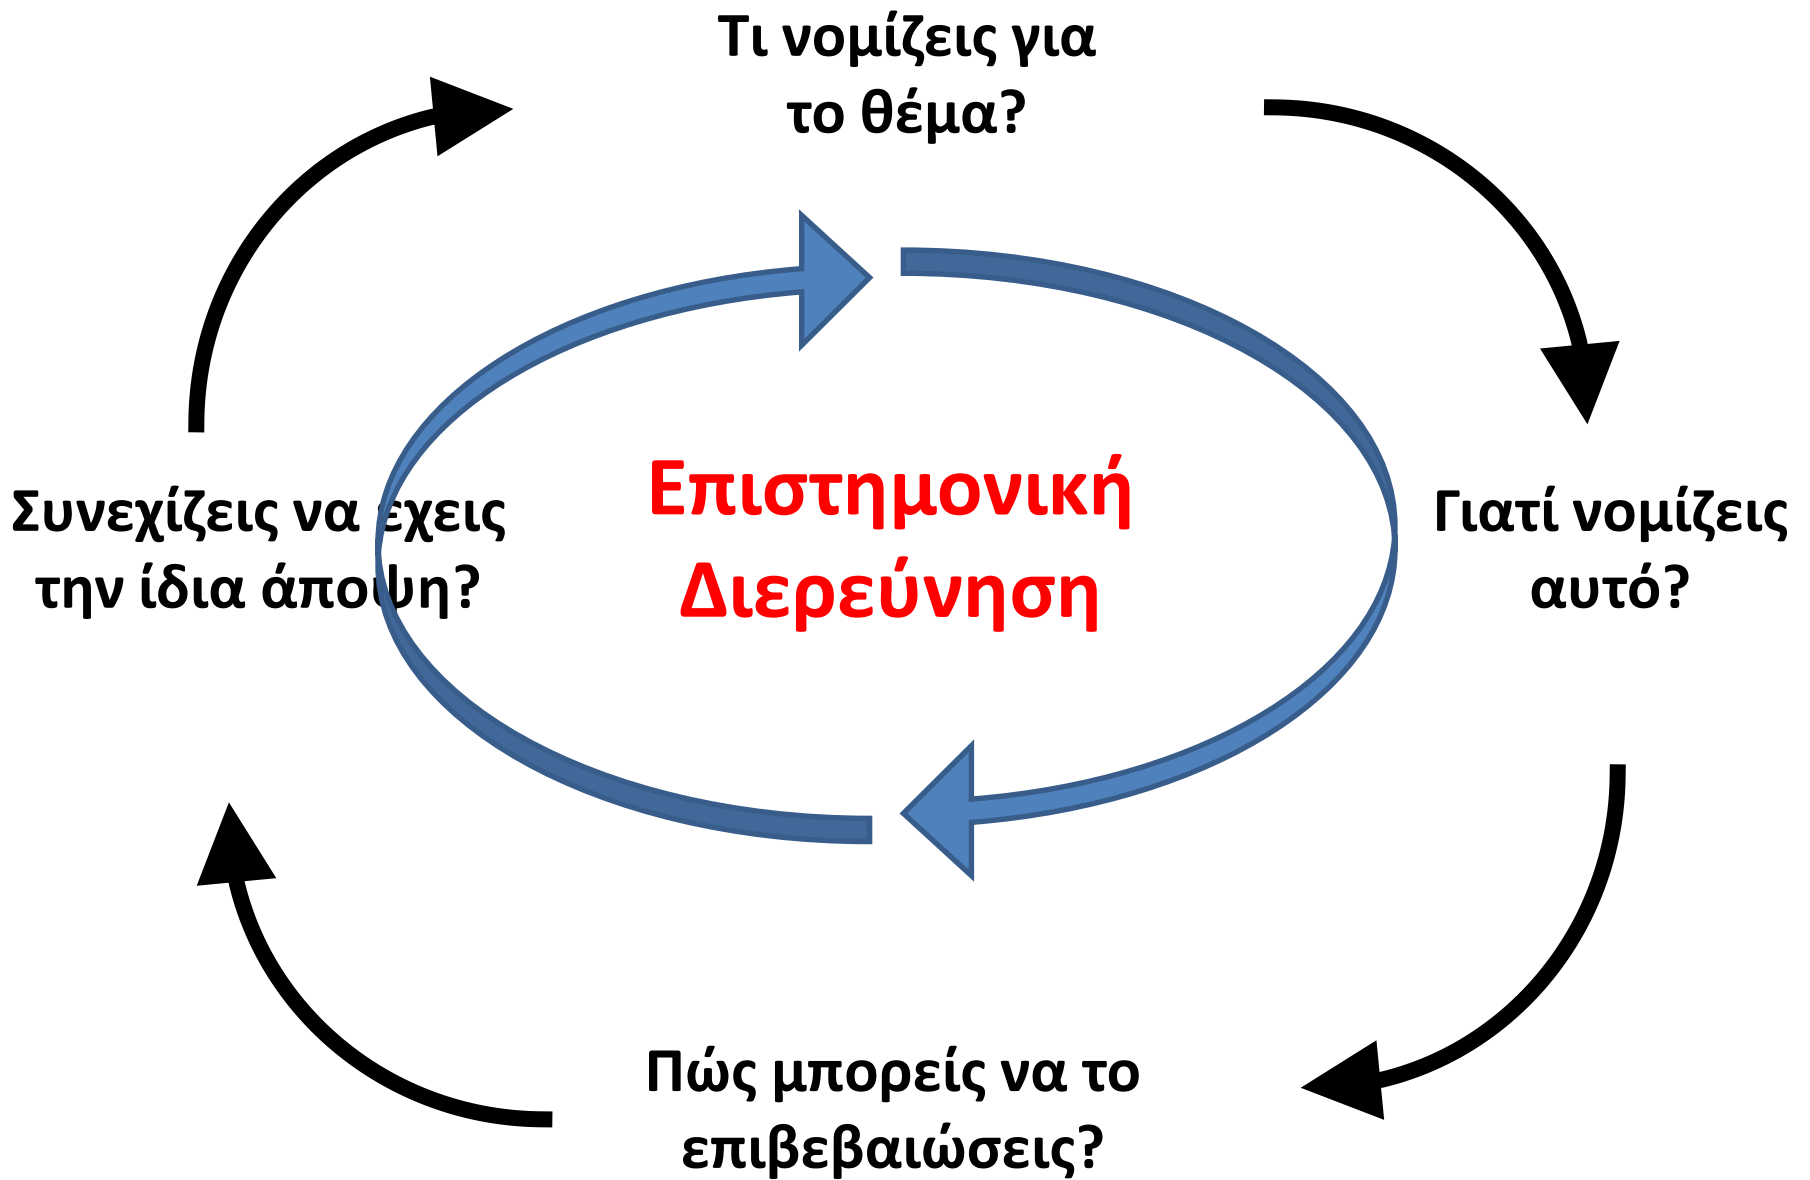 Τι νομίζεις για
το θέμα?
Επιστημονική
Διερεύνηση
Γιατί νομίζεις
αυτό?
Πώς μπορείς να το
επιβεβαιώσεις?
Συνεχίζεις να έχεις
την ίδια άποψη?